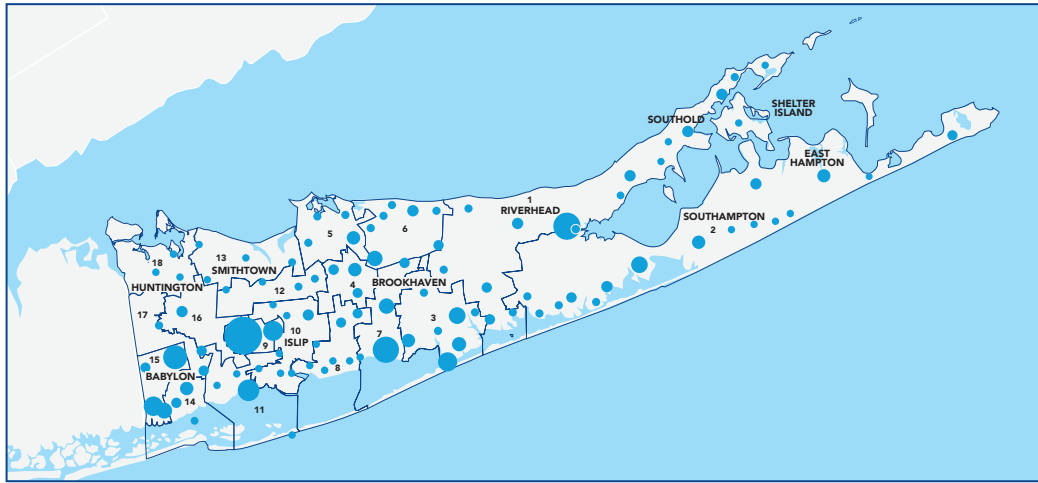 SHELTER
ISLAND
SOUTHOLD
EAST
HAMPTON
1
RIVERHEAD
SOUTHAMPTON
2
5
6
13
18
SMITHTOWN
HUNTINGTON
12
4
BROOKHAVEN
17
16
3
10
ISLIP
9
7
15
8
BABYLON
14
11